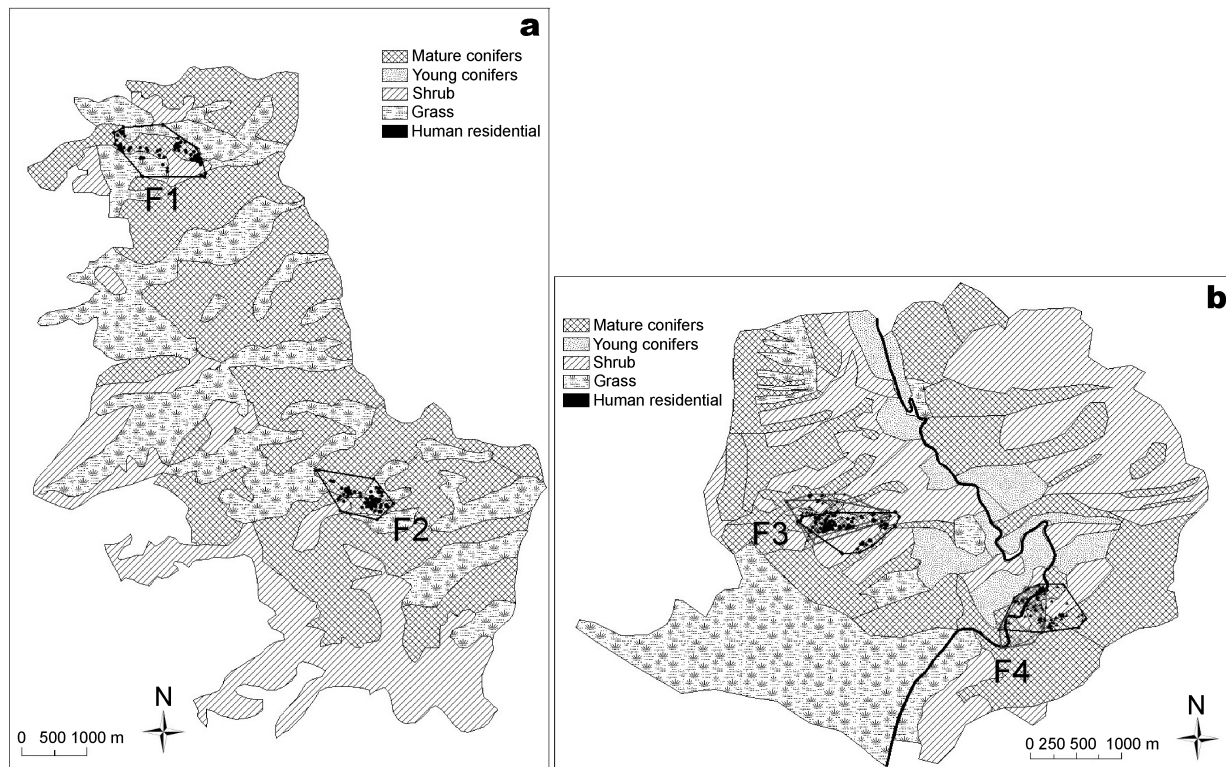 a
Mature conifers
Young conifers
Shrub
Grass
Human residential
F1
F2
N
0 500 1000 m
b
Mature conifers
Young conifers
Shrub
Grass
Human residential
F3
F4
N
0 250 500 1000 m